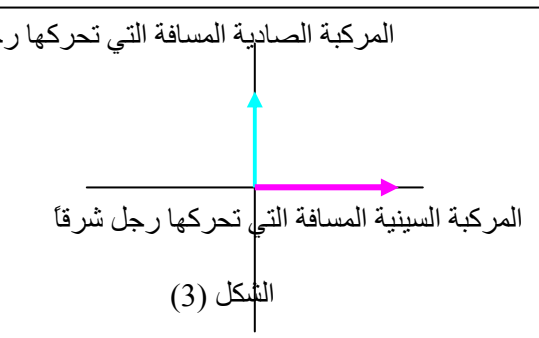 المركبة الصادية المسافة التي تحركها
المركبة السينية المسافة التي تحركها رجل شرقاً
الشكل (3)